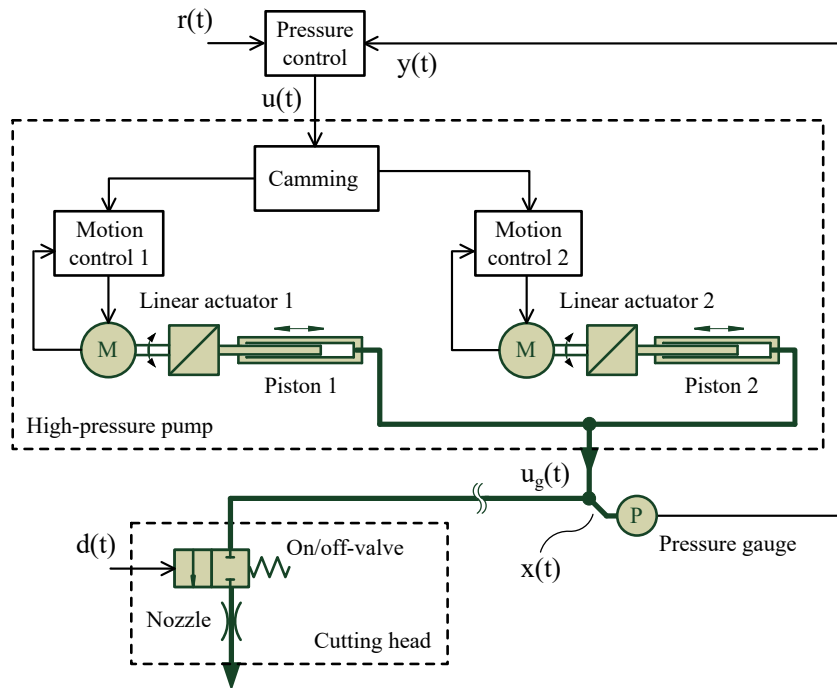 r(t)
Pressure
control
y(t)
u(t)
Camming
Motion
control 1
Motion
control 2
Linear actuator 1
Linear actuator 2
M
M
Piston 1
Piston 2
High-pressure pump
u_g(t)
P
d(t)
On/off-valve
x(t)
Pressure gauge
Nozzle
Cutting head